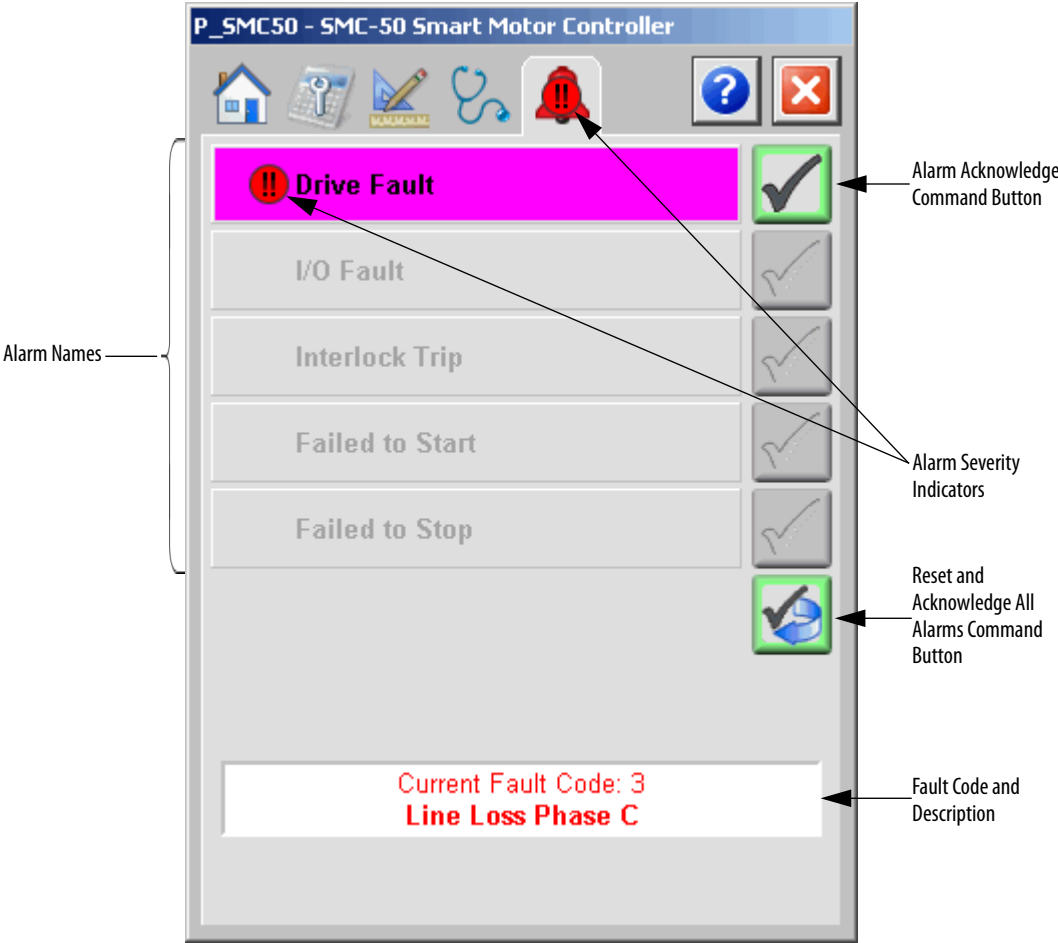 P_SMC50 - SMC-50 Smart Motor Controller
!!
?
!! Drive Fault
I/O Fault
Interlock Trip
Failed to Start
Failed to Stop
Current Fault Code: 3
Line Loss Phase C
Alarm Names
Alarm Acknowledge
Command Button
Alarm Severity
Indicators
Reset and
Acknowledge All
Alarms Command
Button
Fault Code and
Description